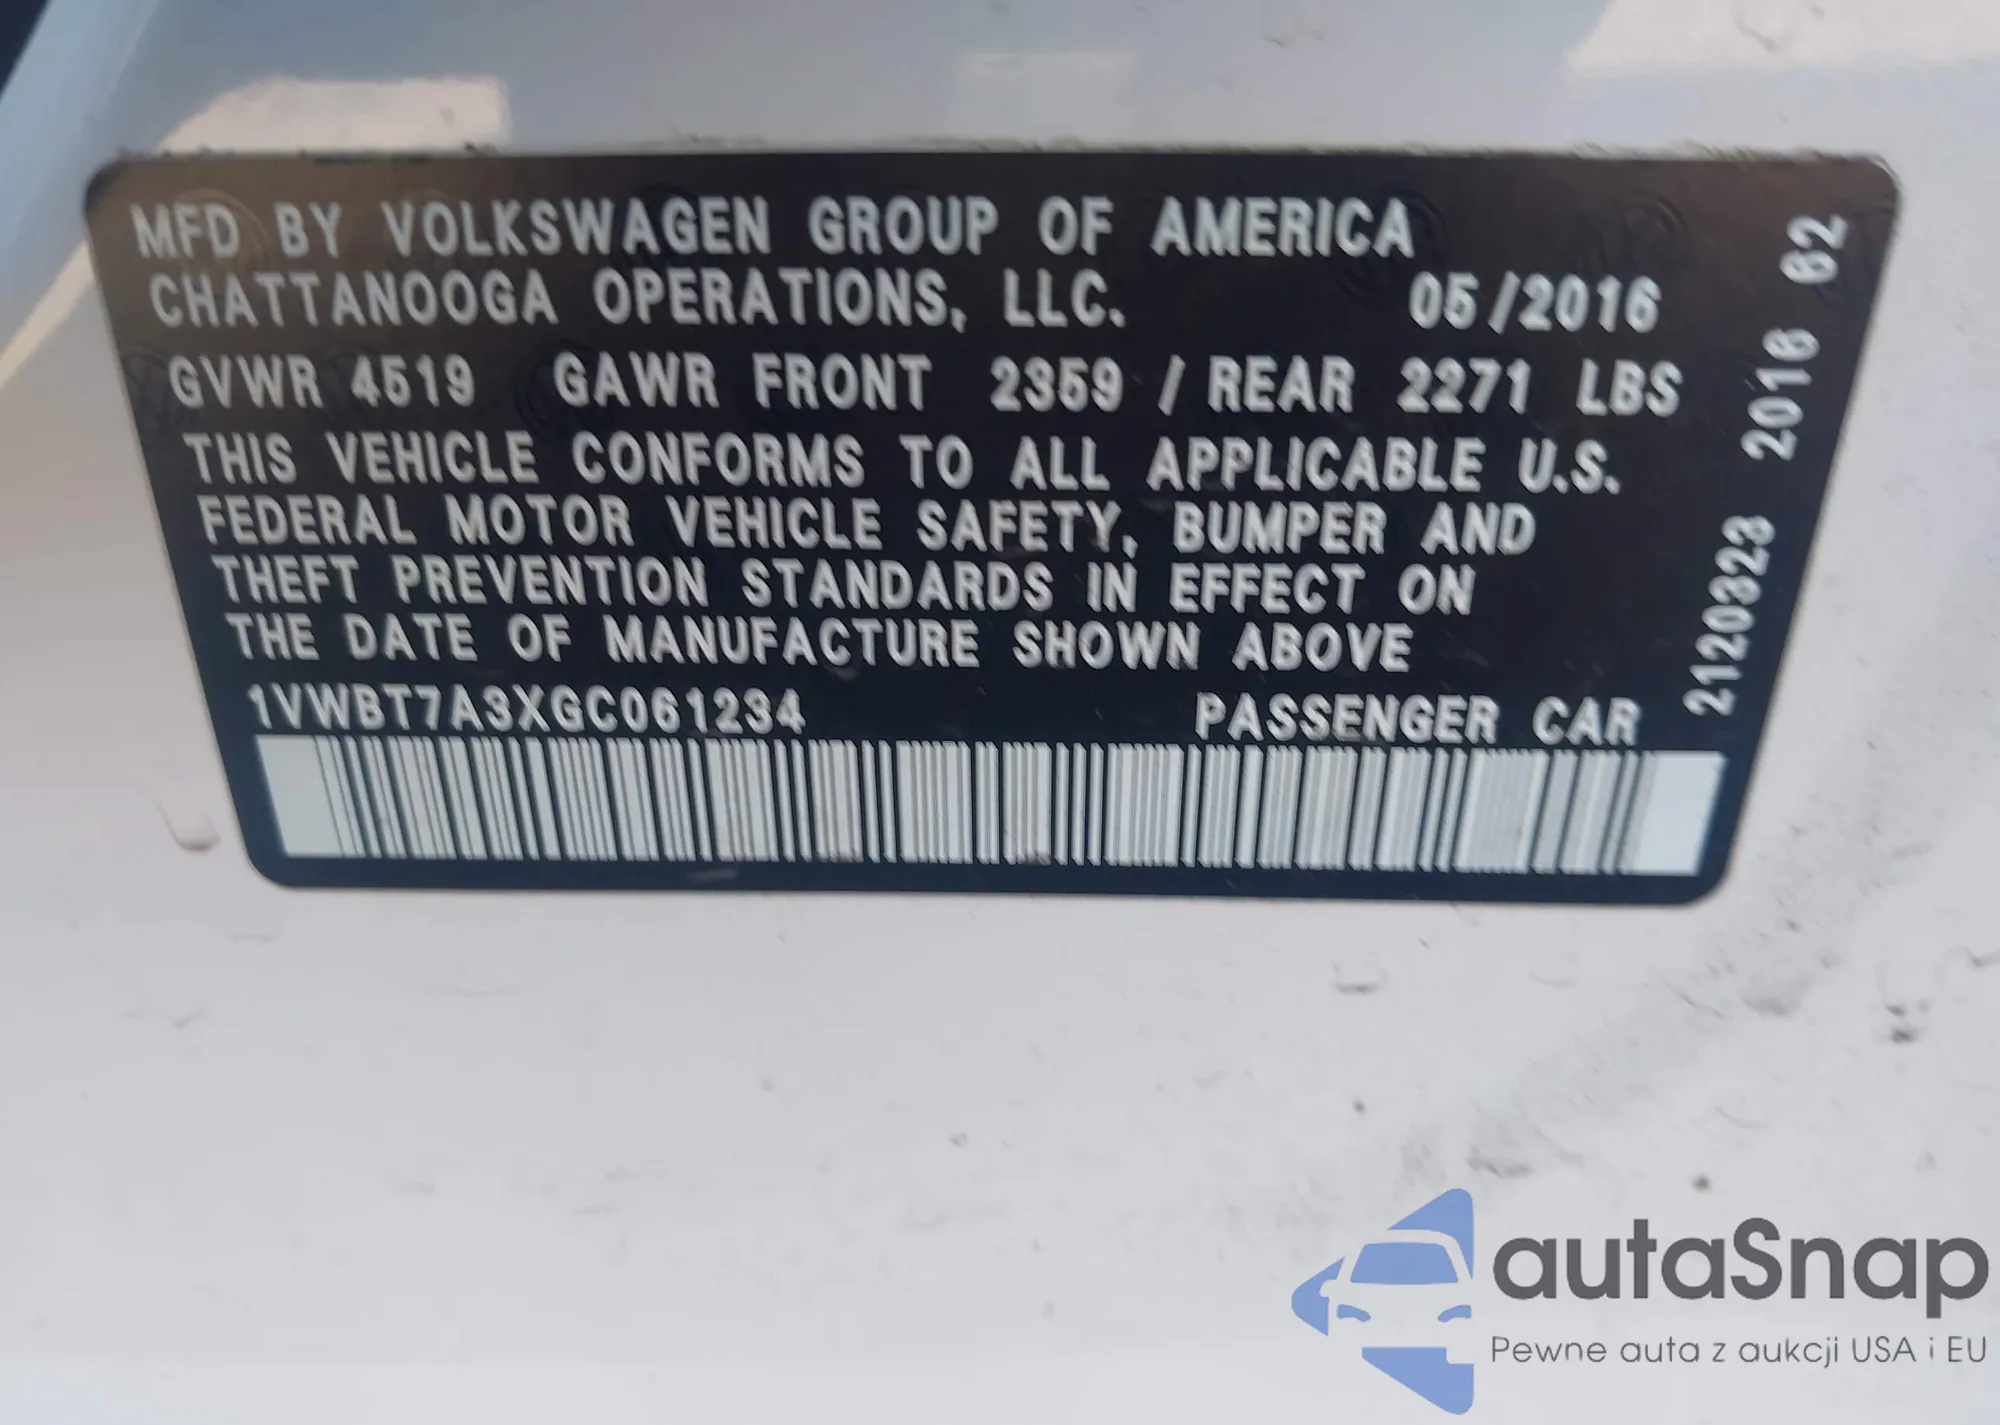 MFD BY VOLKSWAGEN GROUP OF AMERICA
CHATTANOOGA OPERATIONS, LLC. 05/2016
GVWR 4519 GAWR FRONT 2359 / REAR 2271 LBS
THIS VEHICLE CONFORMS TO ALL APPLICABLE U.S.
FEDERAL MOTOR VEHICLE SAFETY, BUMPER AND
THEFT PREVENTION STANDARDS IN EFFECT ON
THE DATE OF MANUFACTURE SHOWN ABOVE
1VWBT7A3XGC061234 PASSENGER CAR
2120323 2016 62
autaSnap
Pewne auta z aukcji USA i EU